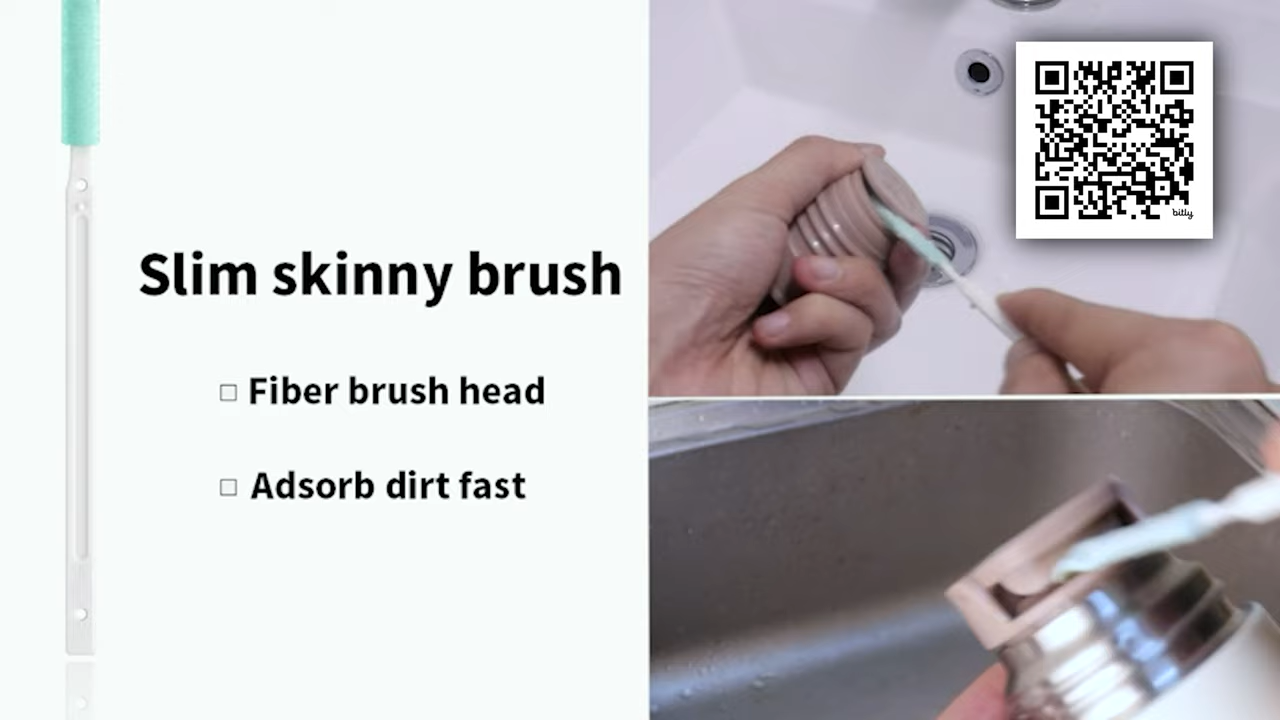 Slim skinny brush
□ Fiber brush head
□ Adsorb dirt fast
bitly